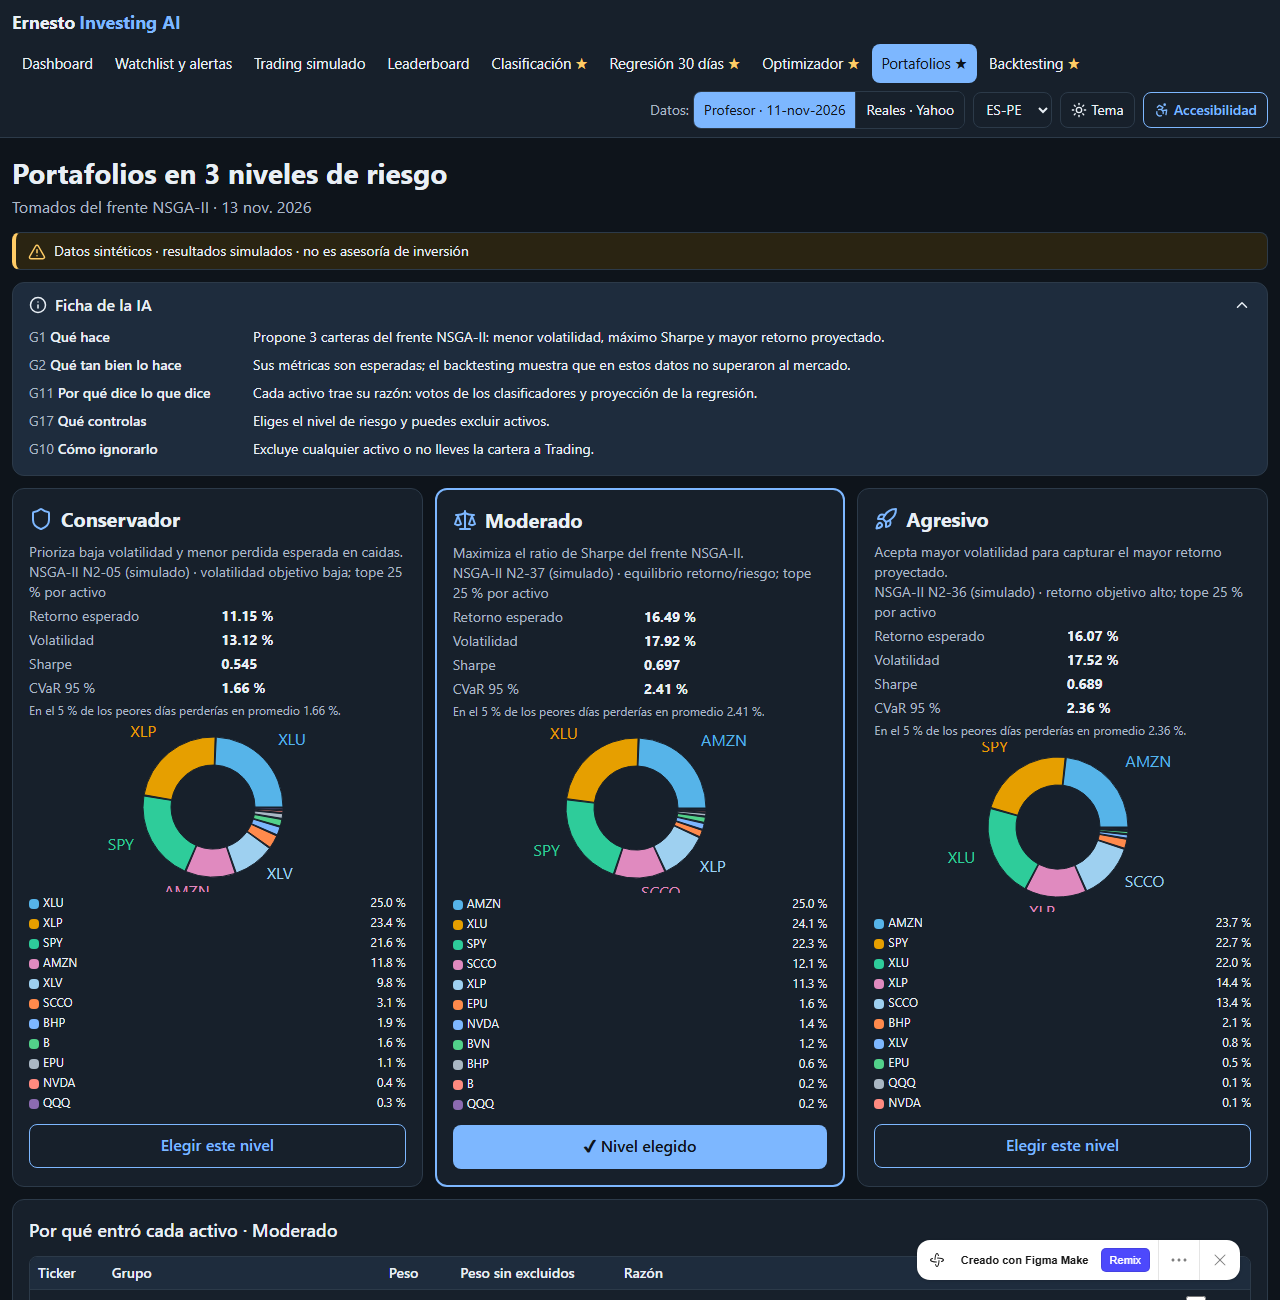 Ernesto Investing AI
Dashboard Watchlist y alertas Trading simulado Leaderboard Clasificación ★ Regresión 30 días ★ Optimizador ★ Portafolios ★ Backtesting ★
Datos: Profesor · 11-nov-2026 Reales · Yahoo ES-PE Tema Accesibilidad
Portafolios en 3 niveles de riesgo
Tomados del frente NSGA-II · 13 nov. 2026
Datos sintéticos · resultados simulados · no es asesoría de inversión
Ficha de la IA
G1 Qué hace Propone 3 carteras del frente NSGA-II: menor volatilidad, máximo Sharpe y mayor retorno proyectado.
G2 Qué tan bien lo hace Sus métricas son esperadas; el backtesting muestra que en estos datos no superaron al mercado.
G11 Por qué dice lo que dice Cada activo trae su razón: votos de los clasificadores y proyección de la regresión.
G17 Qué controlas Eliges el nivel de riesgo y puedes excluir activos.
G10 Cómo ignorarlo Excluye cualquier activo o no lleves la cartera a Trading.
Conservador
Prioriza baja volatilidad y menor perdida esperada en caidas.
NSGA-II N2-05 (simulado) · volatilidad objetivo baja; tope 25
% por activo
Retorno esperado 11.15 %
Volatilidad 13.12 %
Sharpe 0.545
CVaR 95 % 1.66 %
En el 5 % de los peores días perderías en promedio 1.66 %.
XLP
XLU
SPY
XLV
AMZN
XLU 25.0 %
XLP 23.4 %
SPY 21.6 %
AMZN 11.8 %
XLV 9.8 %
SCCO 3.1 %
BHP 1.9 %
B 1.6 %
EPU 1.1 %
NVDA 0.4 %
QQQ 0.3 %
Elegir este nivel
Moderado
Maximiza el ratio de Sharpe del frente NSGA-II.
NSGA-II N2-37 (simulado) · equilibrio retorno/riesgo; tope
25 % por activo
Retorno esperado 16.49 %
Volatilidad 17.92 %
Sharpe 0.697
CVaR 95 % 2.41 %
En el 5 % de los peores días perderías en promedio 2.41 %.
XLU
AMZN
SPY
XLP
SCCO
AMZN 25.0 %
XLU 24.1 %
SPY 22.3 %
SCCO 12.1 %
XLP 11.3 %
EPU 1.6 %
NVDA 1.4 %
BVN 1.2 %
BHP 0.6 %
B 0.2 %
QQQ 0.2 %
✓ Nivel elegido
Agresivo
Acepta mayor volatilidad para capturar el mayor retorno
proyectado.
NSGA-II N2-36 (simulado) · retorno objetivo alto; tope 25 %
por activo
Retorno esperado 16.07 %
Volatilidad 17.52 %
Sharpe 0.689
CVaR 95 % 2.36 %
En el 5 % de los peores días perderías en promedio 2.36 %.
SPY
AMZN
XLU
SCCO
XLP
AMZN 23.7 %
SPY 22.7 %
XLU 22.0 %
XLP 14.4 %
SCCO 13.4 %
BHP 2.1 %
XLV 0.8 %
EPU 0.5 %
QQQ 0.1 %
NVDA 0.1 %
Elegir este nivel
Por qué entró cada activo · Moderado
Ticker Grupo Peso Peso sin excluidos Razón
Creado con Figma Make Remix